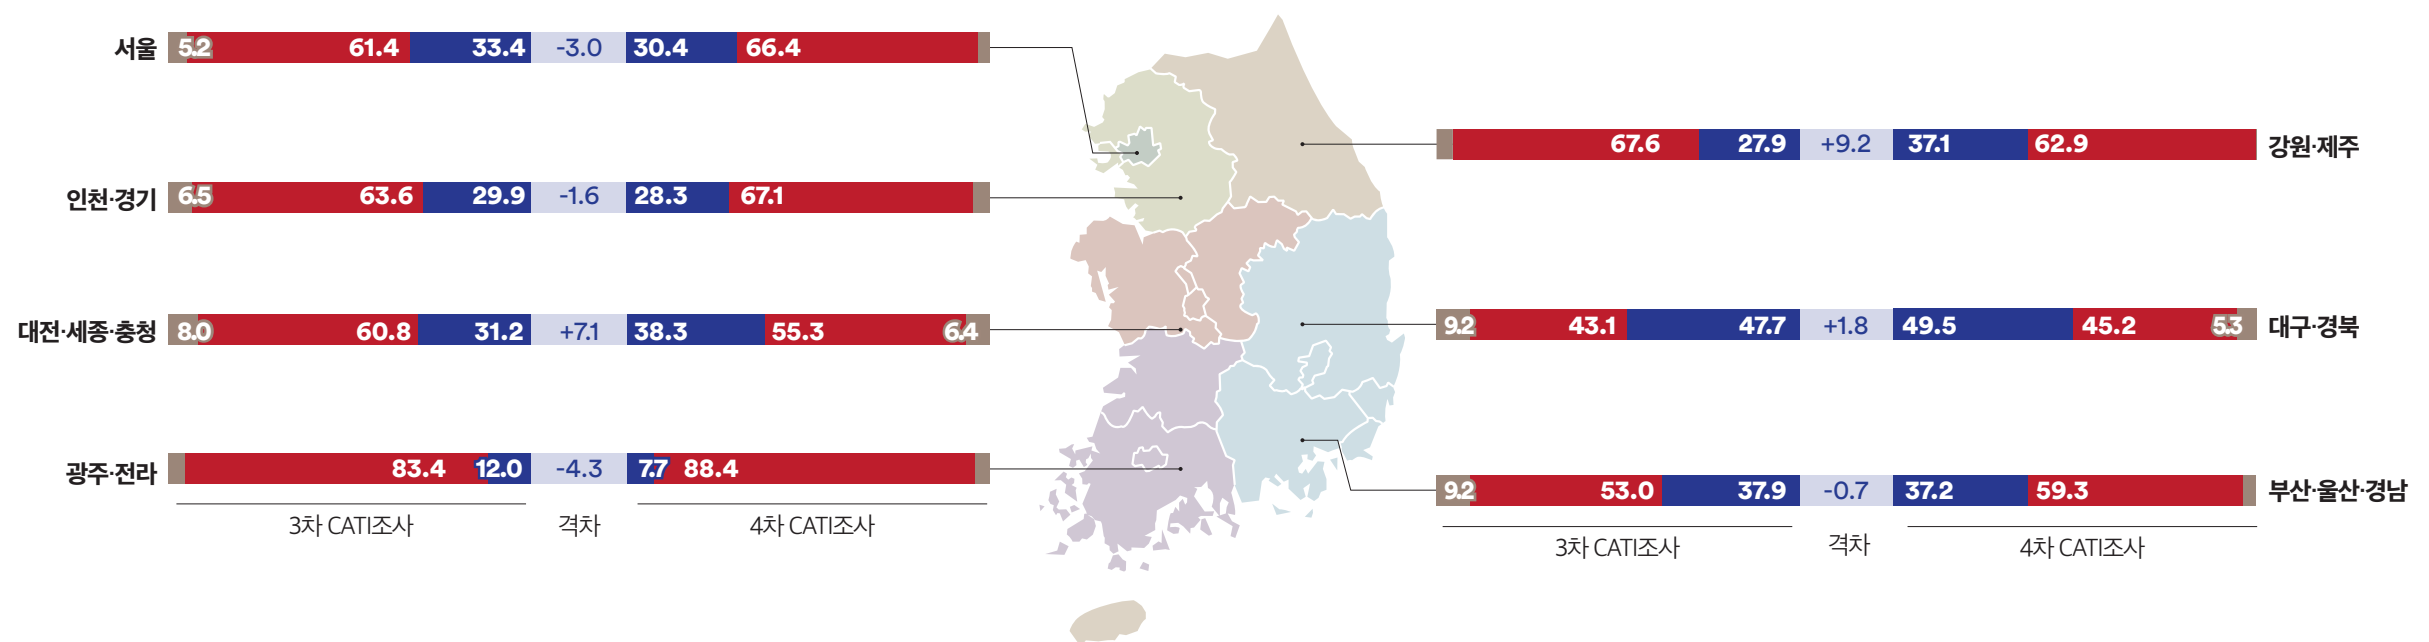 서울 5.2 61.4 33.4 -3.0 30.4 66.4
인천·경기 6.5 63.6 29.9 -1.6 28.3 67.1
대전·세종·충청 8.0 60.8 31.2 +7.1 38.3 55.3 6.4
광주·전라 83.4 12.0 -4.3 7.7 88.4
3차 CATI조사 격차 4차 CATI조사
67.6 27.9 +9.2 37.1 62.9 강원·제주
9.2 43.1 47.7 +1.8 49.5 45.2 5.3 대구·경북
9.2 53.0 37.9 -0.7 37.2 59.3 부산·울산·경남
3차 CATI조사 격차 4차 CATI조사